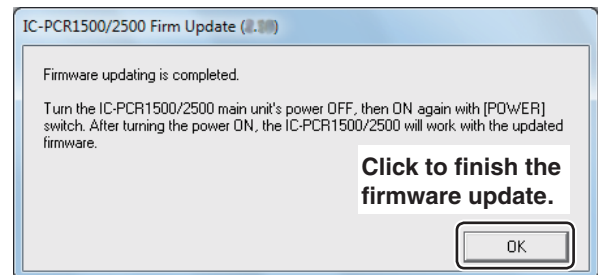 IC-PCR1500/2500 Firm Update ( )
Firmware updating is completed.
Turn the IC-PCR1500/2500 main unit's power OFF, then ON again with [POWER]
switch. After turning the power ON, the IC-PCR1500/2500 will work with the updated
firmware.
Click to finish the
firmware update.
OK